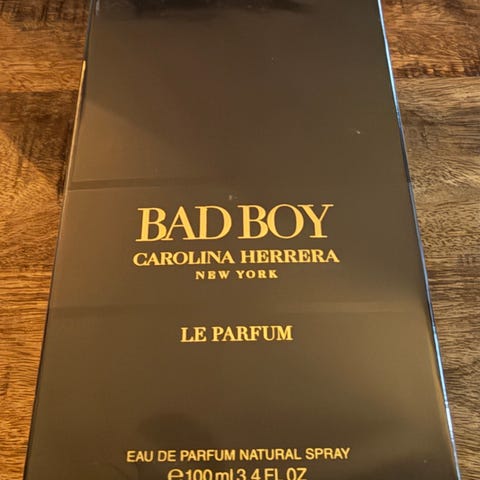 BAD BOY
CAROLINA HERRERA
NEW YORK
LE PARFUM
EAU DE PARFUM NATURAL SPRAY
℮100 ml 3.4 FL OZ